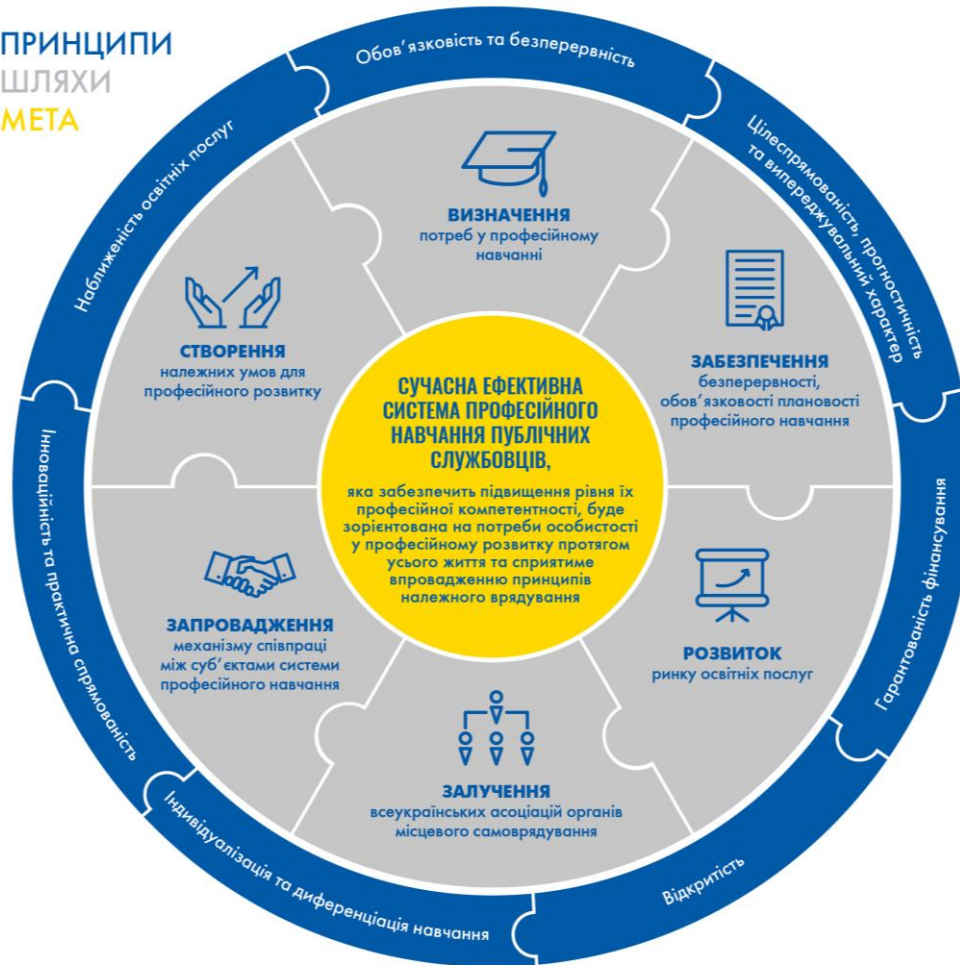 ПРИНЦИПИ
ШЛЯХИ
МЕТА
Обов’язковість та безперервність
Цілеспрямованість, прогностичність
та випереджувальний характер
Гарантованість фінансування
Відкритість
Індивідуалізація та диференціація навчання
Інноваційність та практична спрямованість
Наближеність освітніх послуг
ВИЗНАЧЕННЯ
потреб у професійному
навчанні
ЗАБЕЗПЕЧЕННЯ
безперервності,
обов’язковості плановості
професійного навчання
РОЗВИТОК
ринку освітніх послуг
ЗАЛУЧЕННЯ
всеукраїнських асоціацій органів
місцевого самоврядування
ЗАПРОВАДЖЕННЯ
механізму співпраці
між суб’єктами системи
професійного навчання
СТВОРЕННЯ
належних умов для
професійного розвитку
СУЧАСНА ЕФЕКТИВНА
СИСТЕМА ПРОФЕСІЙНОГО
НАВЧАННЯ ПУБЛІЧНИХ
СЛУЖБОВЦІВ,
яка забезпечить підвищення рівня їх
професійної компетентності, буде
зорієнтована на потреби особистості
у професійному розвитку протягом
усього життя та сприятиме
впровадженню принципів
належного врядування